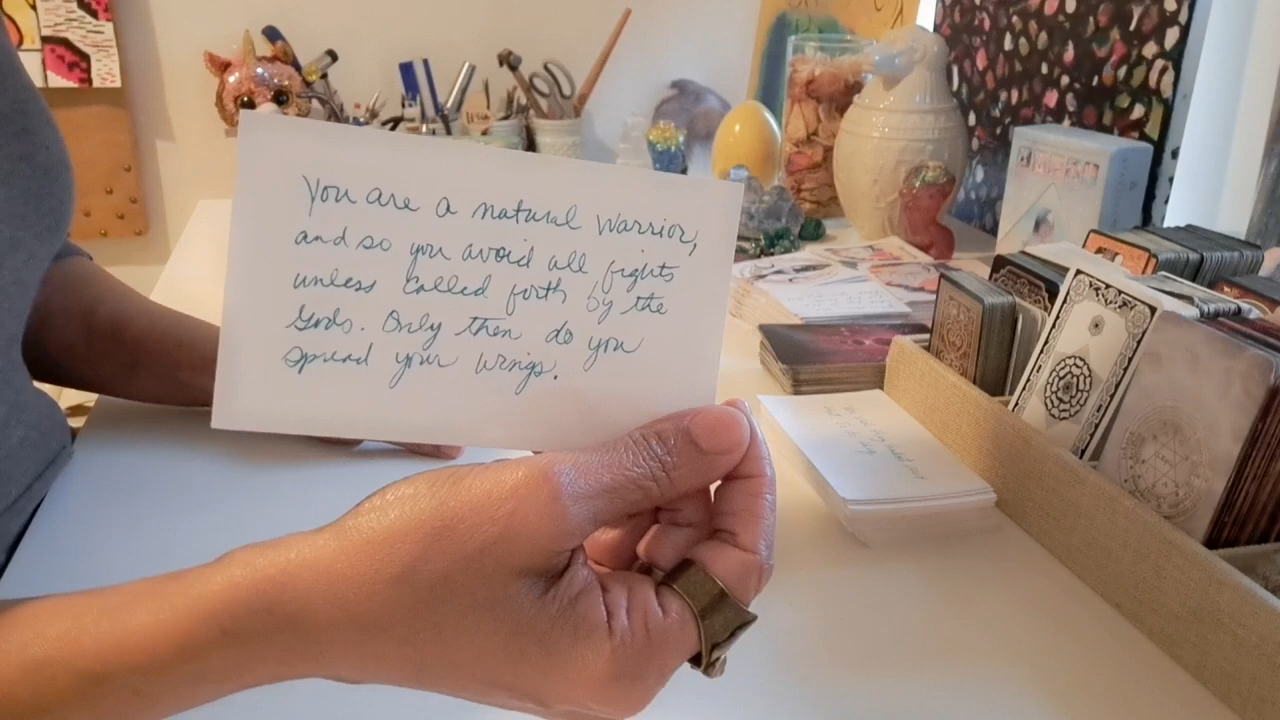 You are a natural warrior,
and so you avoid all fights
unless called forth by the
Gods. Only then do you
spread your wings.